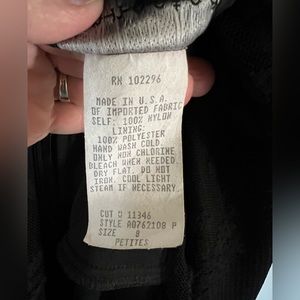 RN 102296
MADE IN U.S.A.
OF IMPORTED FABRIC
SELF: 100% NYLON
LINING:
100% POLYESTER
HAND WASH COLD.
ONLY NON CHLORINE
BLEACH WHEN NEEDED.
DRY FLAT. DO NOT
IRON. COOL LIGHT
STEAM IF NECESSARY.
CUT # 11346
STYLE A0762108 P
SIZE 8
PETITES